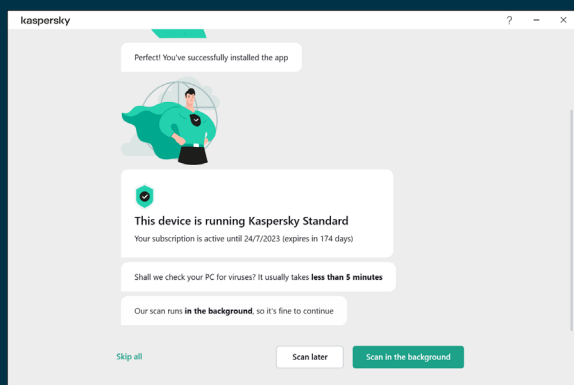 kaspersky
?
Perfect! You've successfully installed the app
This device is running Kaspersky Standard
Your subscription is active until 24/7/2023 (expires in 174 days)
Shall we check your PC for viruses? It usually takes less than 5 minutes
Our scan runs in the background, so it's fine to continue
Skip all
Scan later
Scan in the background